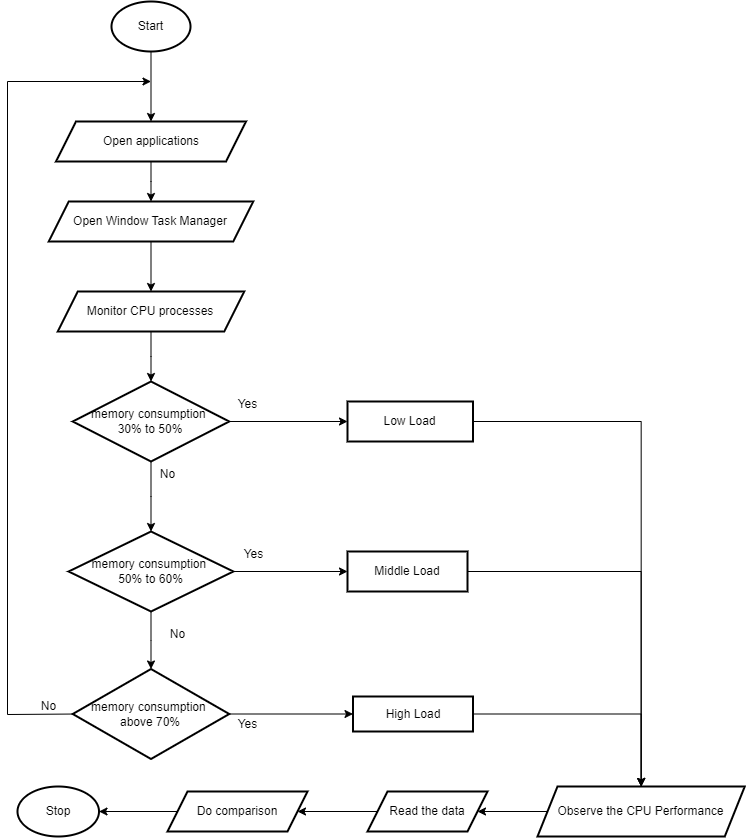 Start
Open applications
Open Window Task Manager
Monitor CPU processes
memory consumption
30% to 50%
Yes
Low Load
No
memory consumption
50% to 60%
Yes
Middle Load
No
memory consumption
above 70%
No
Yes
High Load
Stop
Do comparison
Read the data
Observe the CPU Performance